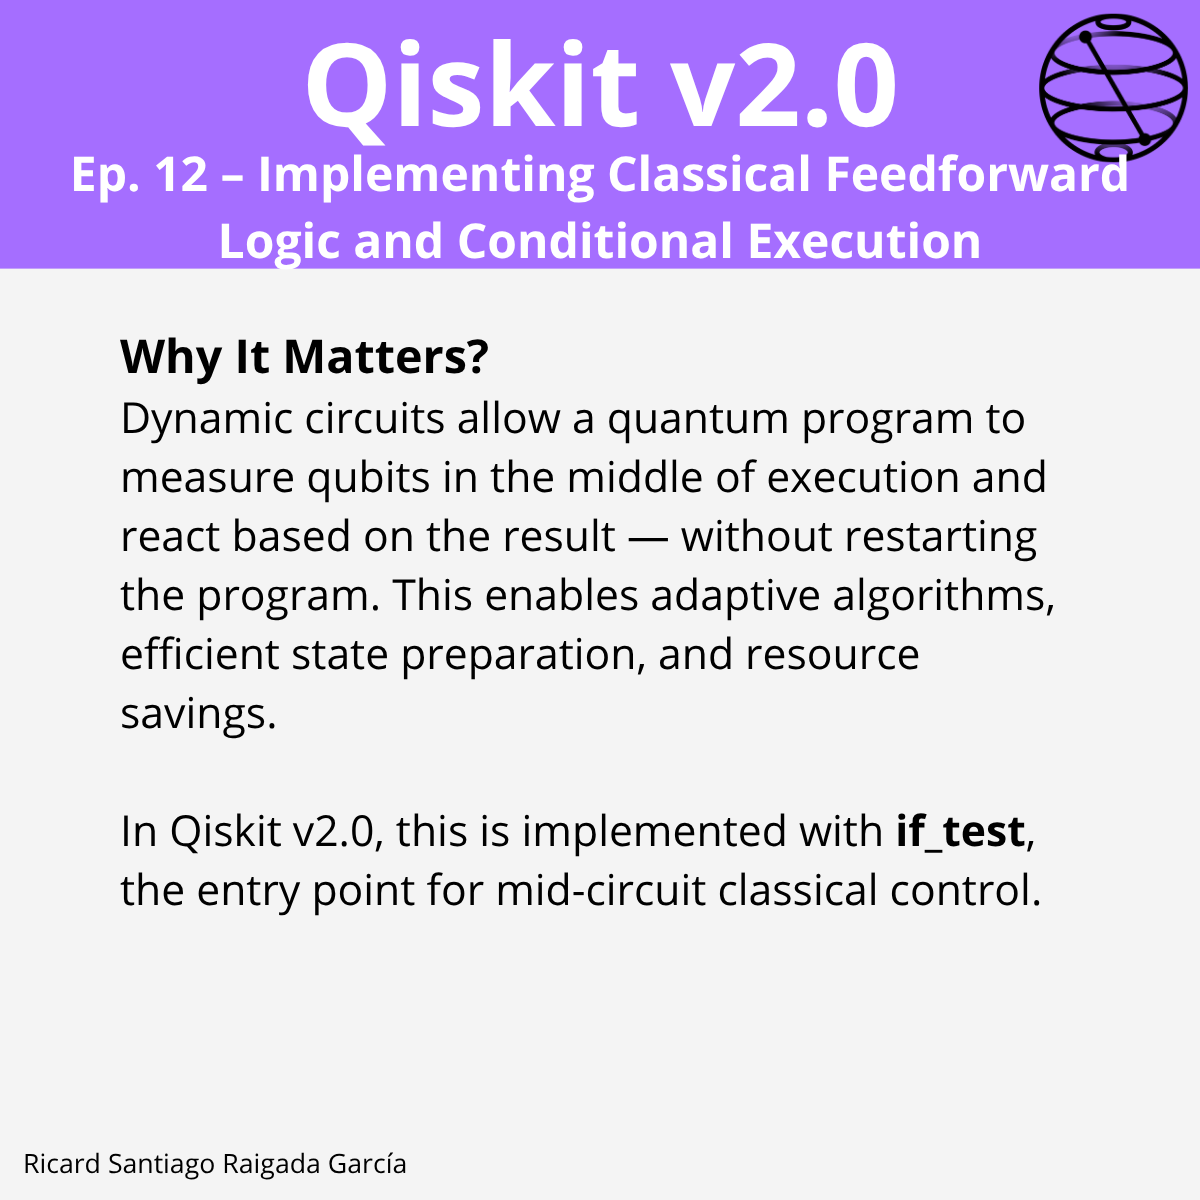 Qiskit v2.0
Ep. 12 – Implementing Classical Feedforward
Logic and Conditional Execution
Why It Matters?
Dynamic circuits allow a quantum program to
measure qubits in the middle of execution and
react based on the result — without restarting
the program. This enables adaptive algorithms,
efficient state preparation, and resource
savings.
In Qiskit v2.0, this is implemented with if_test,
the entry point for mid-circuit classical control.
Ricard Santiago Raigada García